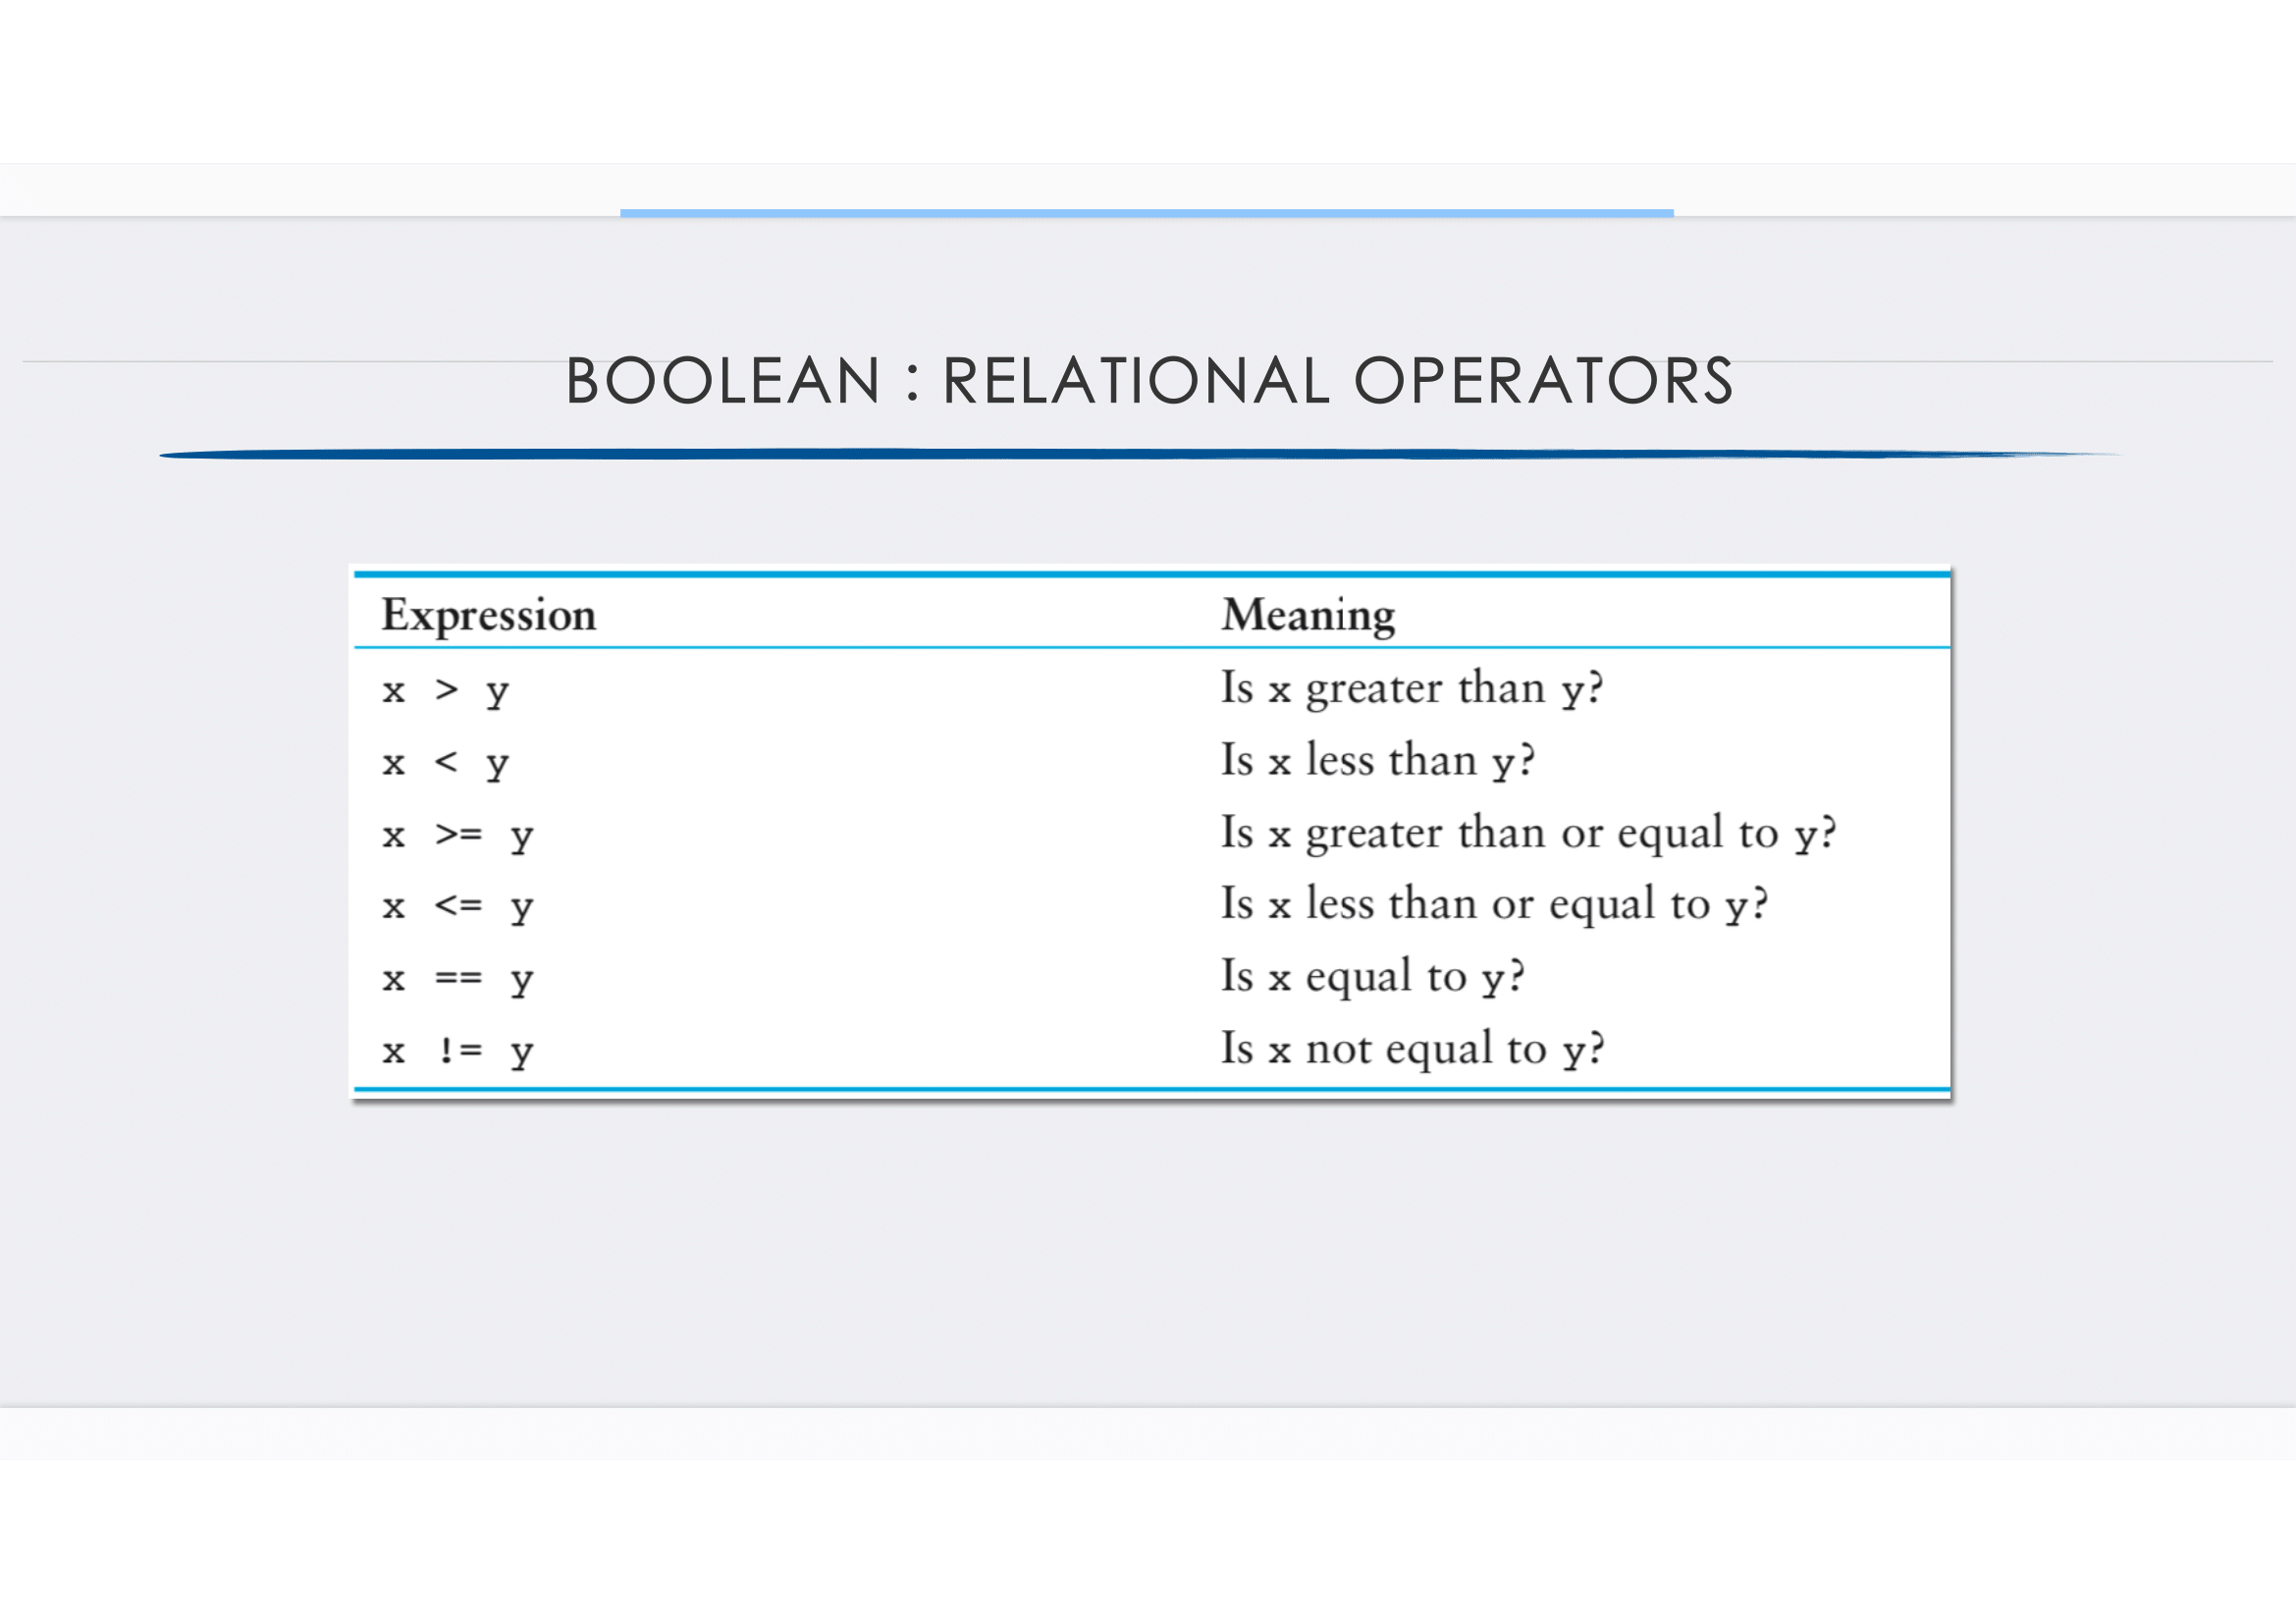 BOOLEAN : RELATIONAL OPERATORS
Expression Meaning
x > y Is x greater than y?
x < y Is x less than y?
x >= y Is x greater than or equal to y?
x <= y Is x less than or equal to y?
x == y Is x equal to y?
x != y Is x not equal to y?